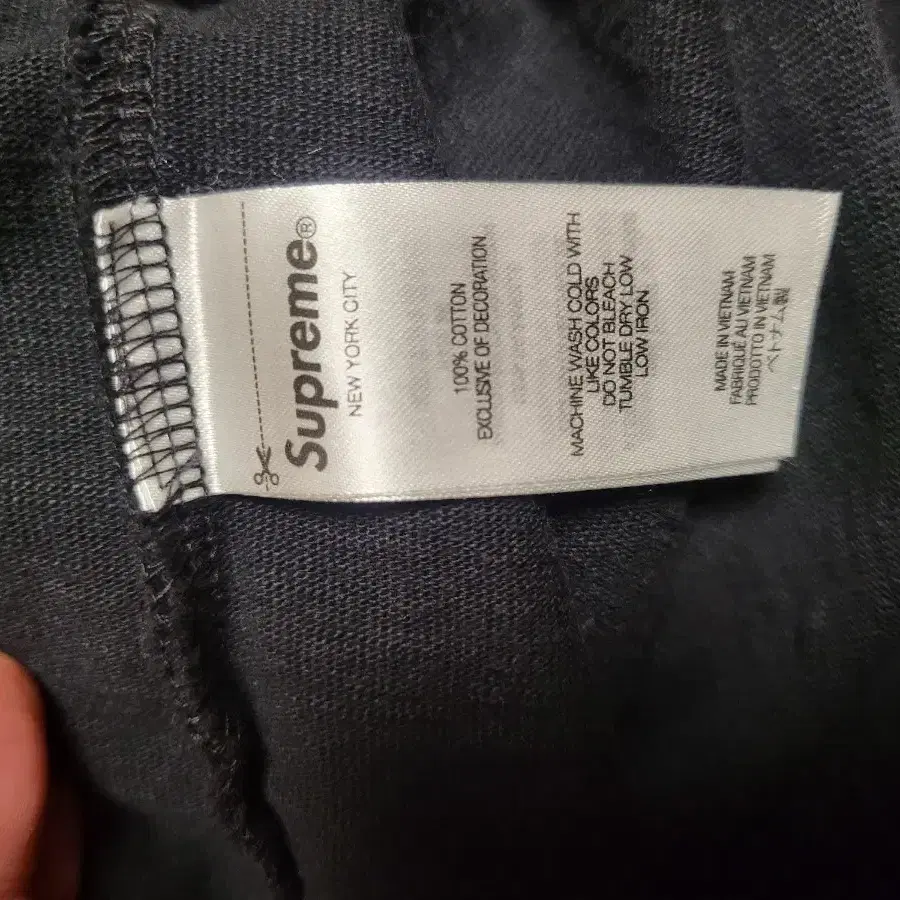 Supreme®
NEW YORK CITY
100% COTTON
EXCLUSIVE OF DECORATION
MACHINE WASH COLD WITH
LIKE COLORS
DO NOT BLEACH
TUMBLE DRY LOW
LOW IRON
MADE IN VIETNAM
FABRIQUÉ AU VIETNAM
PRODOTTO IN VIETNAM
ベトナム製